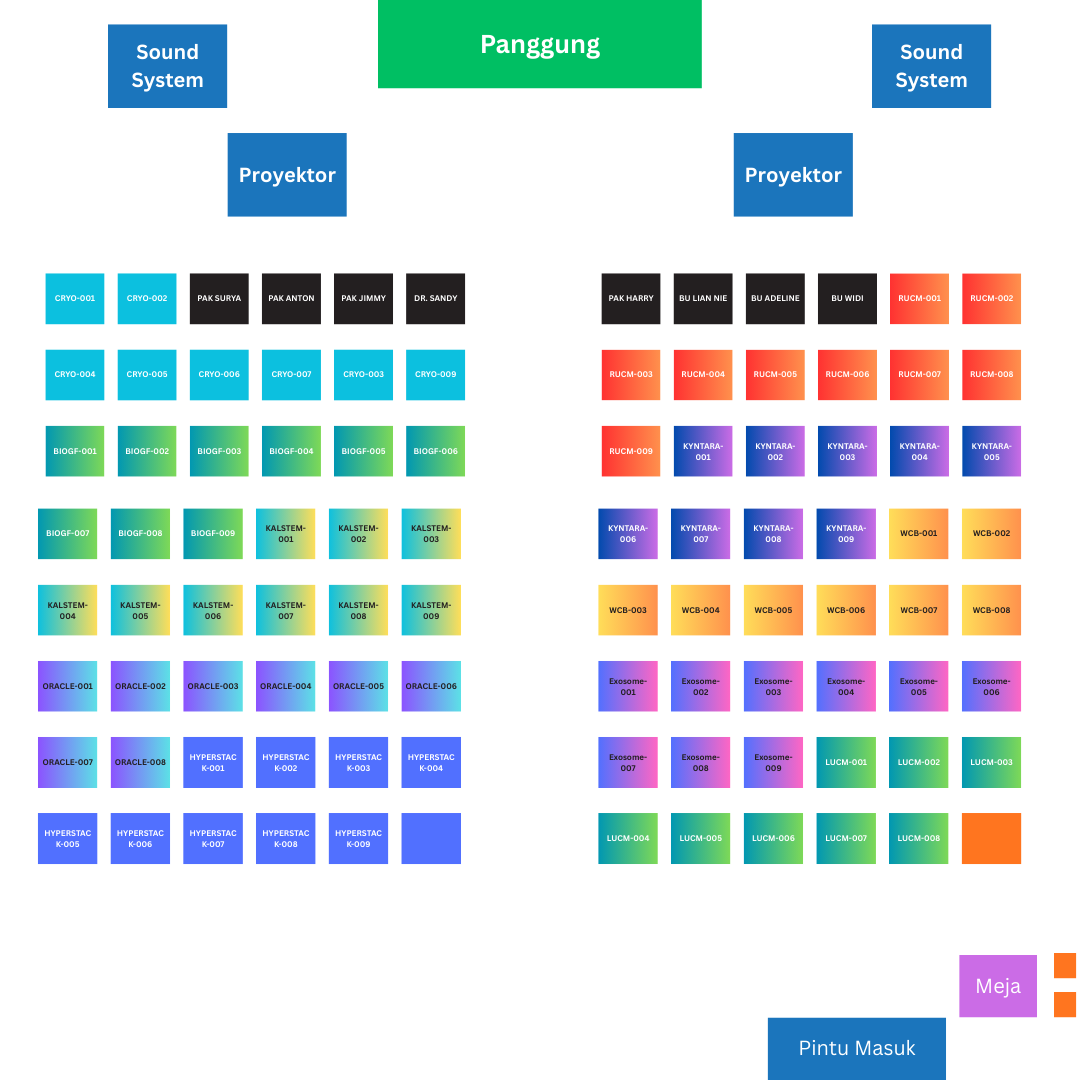 Panggung
Sound
System
Sound
System
Proyektor
Proyektor
CRYO-001
CRYO-002
PAK SURYA
PAK ANTON
PAK JIMMY
DR. SANDY
PAK HARRY
BU LIAN NIE
BU ADELINE
BU WIDI
RUCM-001
RUCM-002
CRYO-004
CRYO-005
CRYO-006
CRYO-007
CRYO-003
CRYO-009
RUCM-003
RUCM-004
RUCM-005
RUCM-006
RUCM-007
RUCM-008
BIOGF-001
BIOGF-002
BIOGF-003
BIOGF-004
BIOGF-005
BIOGF-006
RUCM-009
KYNTARA-
001
KYNTARA-
002
KYNTARA-
003
KYNTARA-
004
KYNTARA-
005
BIOGF-007
BIOGF-008
BIOGF-009
KALSTEM-
001
KALSTEM-
002
KALSTEM-
003
KYNTARA-
006
KYNTARA-
007
KYNTARA-
008
KYNTARA-
009
WCB-001
WCB-002
KALSTEM-
004
KALSTEM-
005
KALSTEM-
006
KALSTEM-
007
KALSTEM-
008
KALSTEM-
009
WCB-003
WCB-004
WCB-005
WCB-006
WCB-007
WCB-008
ORACLE-001
ORACLE-002
ORACLE-003
ORACLE-004
ORACLE-005
ORACLE-006
Exosome-
001
Exosome-
002
Exosome-
003
Exosome-
004
Exosome-
005
Exosome-
006
ORACLE-007
ORACLE-008
HYPERSTAC
K-001
HYPERSTAC
K-002
HYPERSTAC
K-003
HYPERSTAC
K-004
Exosome-
007
Exosome-
008
Exosome-
009
LUCM-001
LUCM-002
LUCM-003
HYPERSTAC
K-005
HYPERSTAC
K-006
HYPERSTAC
K-007
HYPERSTAC
K-008
HYPERSTAC
K-009
LUCM-004
LUCM-005
LUCM-006
LUCM-007
LUCM-008
Meja
Pintu Masuk